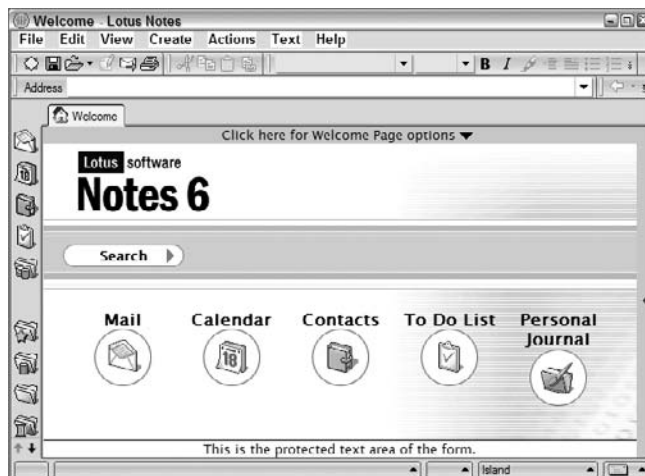 Welcome - Lotus Notes
File Edit View Create Actions Text Help
B I
Address
Welcome
Click here for Welcome Page options
Lotus software
Notes 6
Search
Mail Calendar Contacts To Do List Personal Journal
18 18
This is the protected text area of the form.
Island